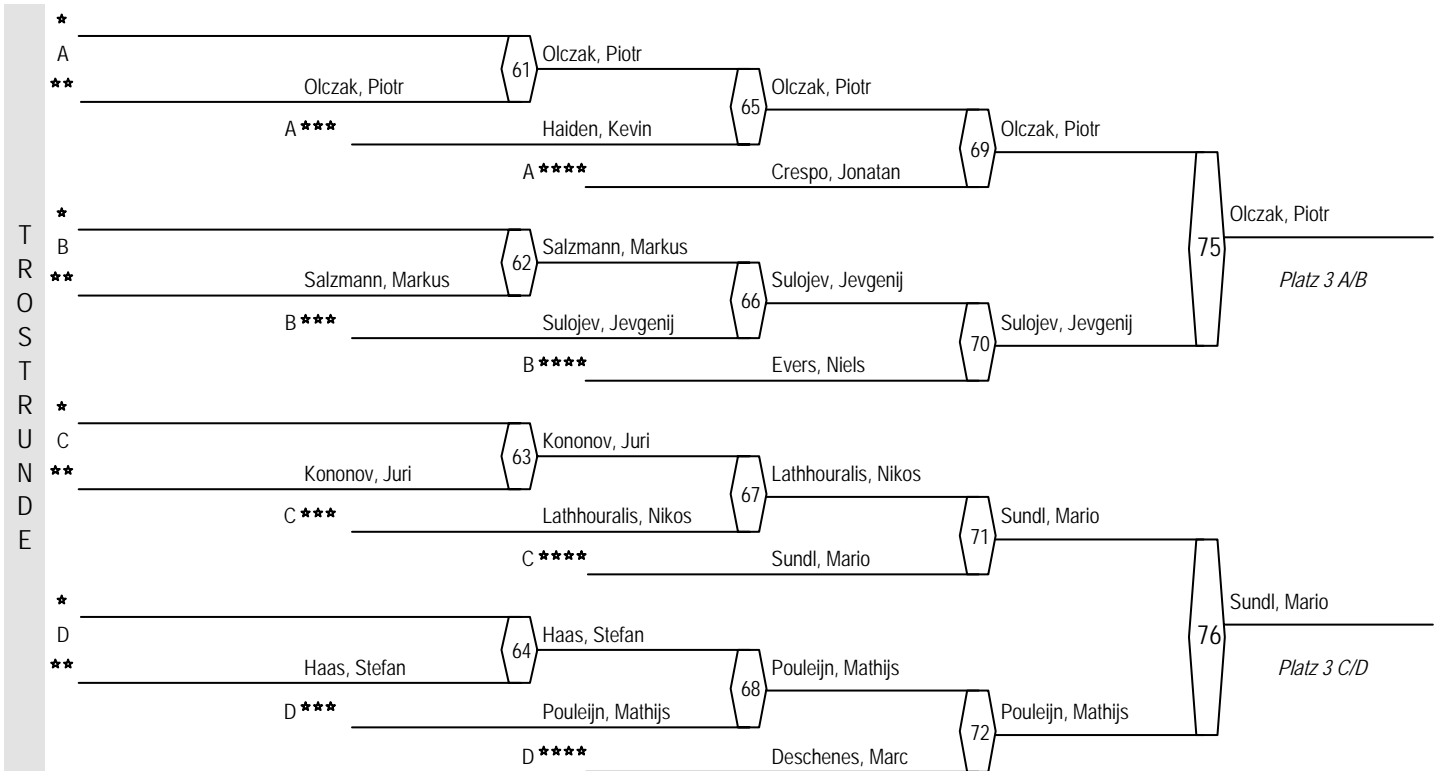 TROSTRUNDE
*
A
**
Olczak, Piotr
61
Olczak, Piotr
A ***
Haiden, Kevin
65
Olczak, Piotr
A ****
Crespo, Jonatan
69
Olczak, Piotr
*
B
**
Salzmann, Markus
62
Salzmann, Markus
B ***
Sulojev, Jevgenij
66
Sulojev, Jevgenij
B ****
Evers, Niels
70
Sulojev, Jevgenij
75
Olczak, Piotr
Platz 3 A/B
*
C
**
Kononov, Juri
63
Kononov, Juri
C ***
Lathhouralis, Nikos
67
Lathhouralis, Nikos
C ****
Sundl, Mario
71
Sundl, Mario
*
D
**
Haas, Stefan
64
Haas, Stefan
D ***
Pouleijn, Mathijs
68
Pouleijn, Mathijs
D ****
Deschenes, Marc
72
Pouleijn, Mathijs
76
Sundl, Mario
Platz 3 C/D